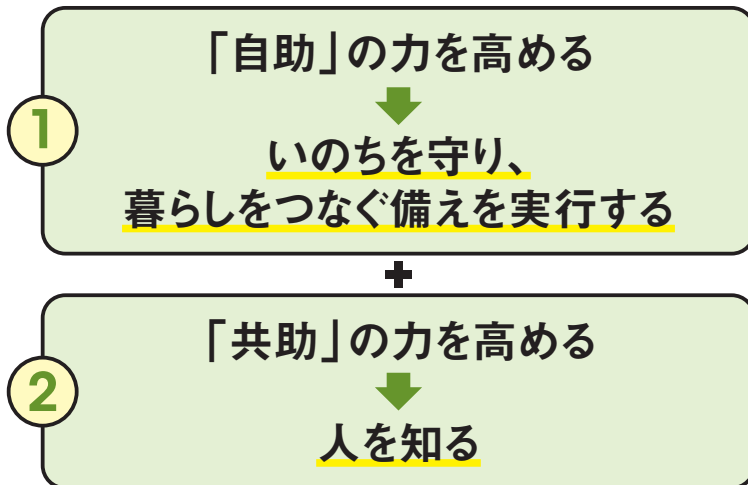 1
「自助」の力を高める
いのちを守り、
暮らしをつなぐ備えを実行する
+
2
「共助」の力を高める
人を知る